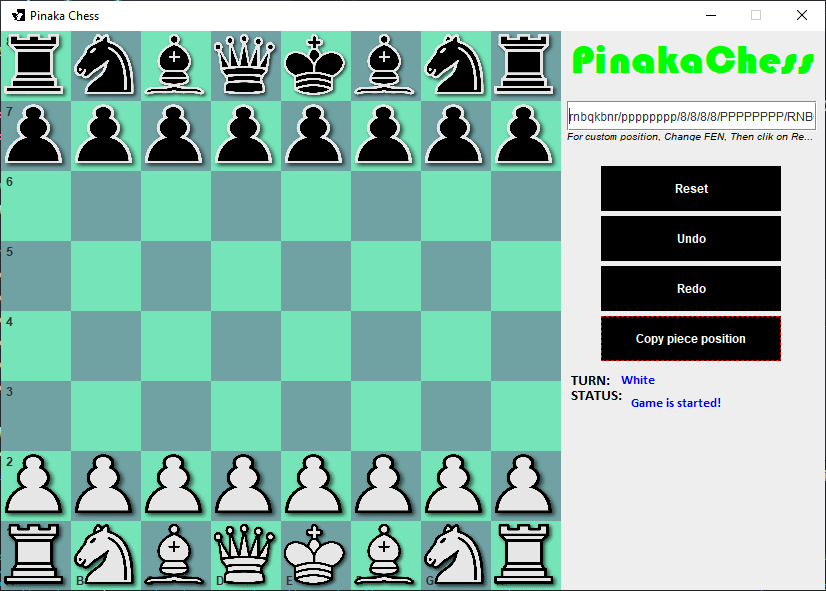 Pinaka Chess
PinakaChess
7
rnbqkbnr/pppppppp/8/8/8/8/PPPPPPPP/RNB
For custom position, Change FEN, Then clik on Re...
6
Reset
Undo
5
Redo
4
Copy piece position
TURN: White
3
STATUS: Game is started!
2
B
D
E
G